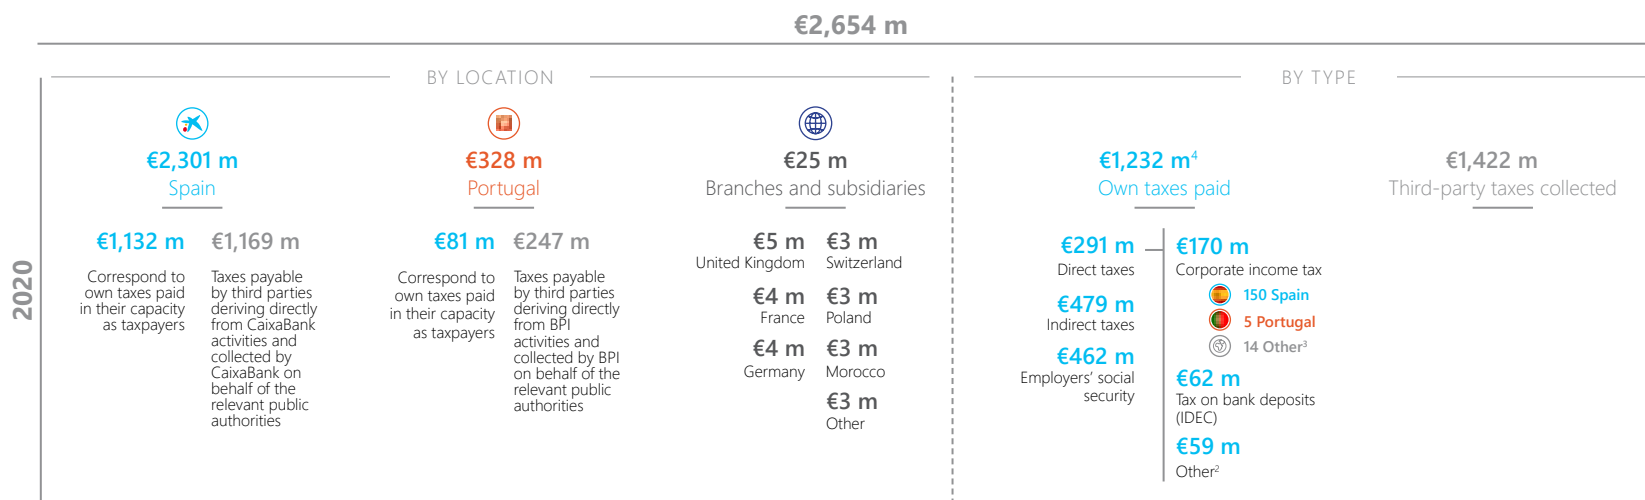 €2,654 m
2020
BY LOCATION
€2,301 m
Spain
€1,132 m
Correspond to
own taxes paid
in their capacity
as taxpayers
€1,169 m
Taxes payable
by third parties
deriving directly
from CaixaBank
activities and
collected by
CaixaBank on
behalf of the
relevant public
authorities
€328 m
Portugal
€81 m
Correspond to
own taxes paid
in their capacity
as taxpayers
€247 m
Taxes payable
by third parties
deriving directly
from BPI
activities and
collected by BPI
on behalf of the
relevant public
authorities
€25 m
Branches and subsidiaries
€5 m
United Kingdom
€4 m
France
€4 m
Germany
€3 m
Switzerland
€3 m
Poland
€3 m
Morocco
€3 m
Other
BY TYPE
€1,232 m⁴
Own taxes paid
€291 m
Direct taxes
€479 m
Indirect taxes
€462 m
Employers’ social
security
€170 m
Corporate income tax
150 Spain
5 Portugal
14 Other³
€62 m
Tax on bank deposits
(IDEC)
€59 m
Other²
€1,422 m
Third-party taxes collected